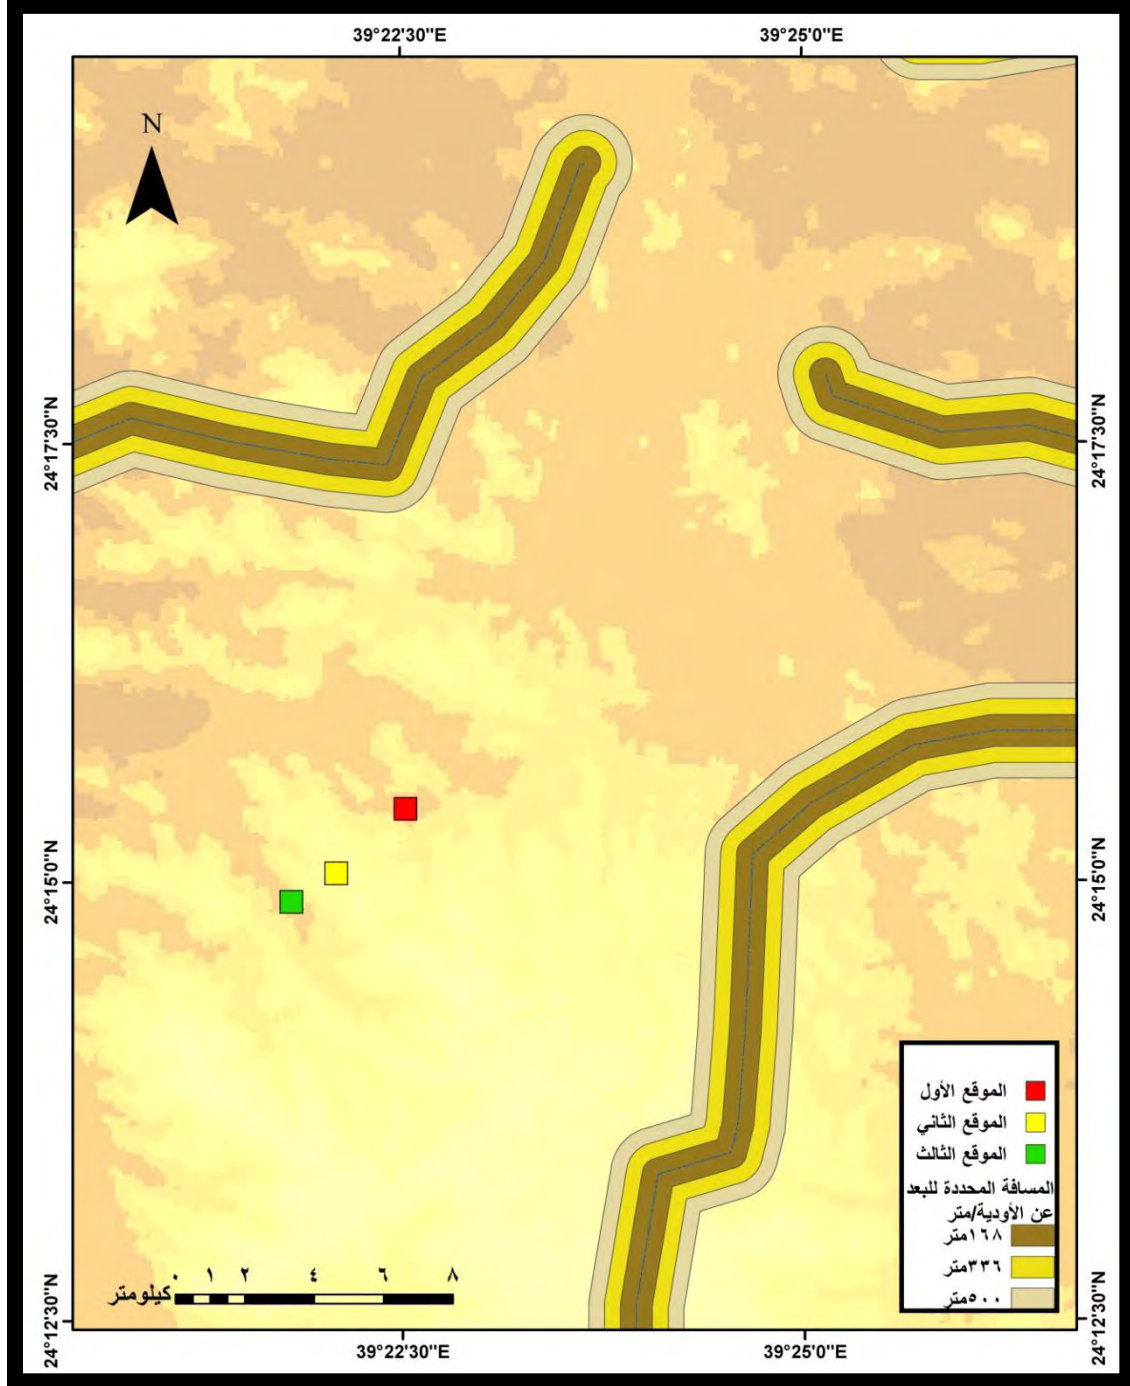 39°22'30"E
39°25'0"E
N
24°17'30"N
24°17'30"N
24°15'0"N
24°15'0"N
الموقع الأول
الموقع الثاني
الموقع الثالث
المسافة المحددة للبعد
عن الأودية/متر
١٦٨متر
٣٣٦متر
٥٠٠متر
٠ ١ ٢ ٤ ٦ ٨
كيلومتر
24°12'30"N
24°12'30"N
39°22'30"E
39°25'0"E